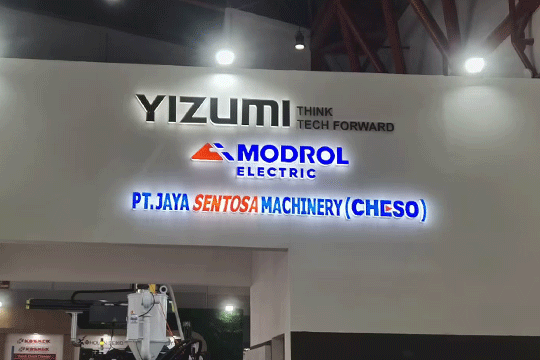 YIZUMI THINK
TECH FORWARD
MODROL
ELECTRIC
PT.JAYA SENTOSA MACHINERY (CHESO)